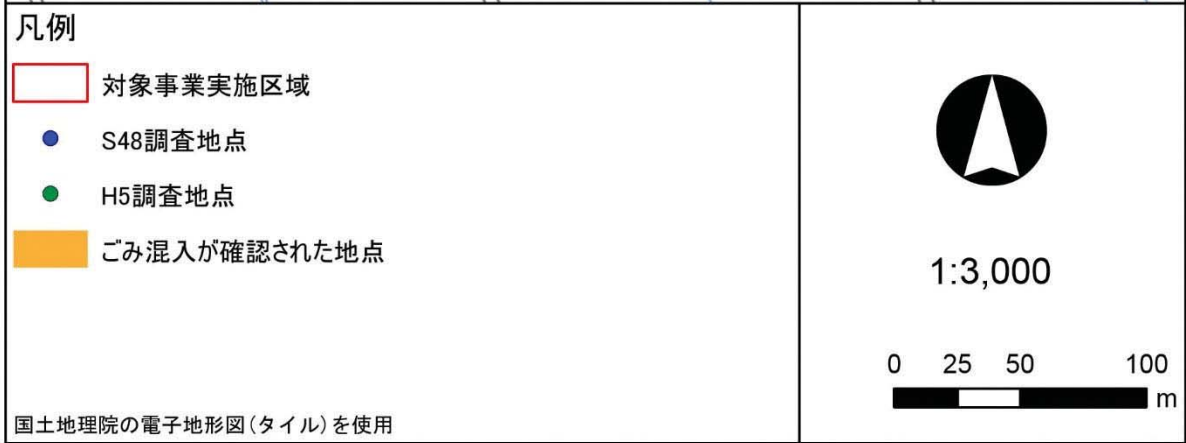 凡例
対象事業実施区域
S48調査地点
H5調査地点
ごみ混入が確認された地点
国土地理院の電子地形図(タイル)を使用
1:3,000
0 25 50 100
m